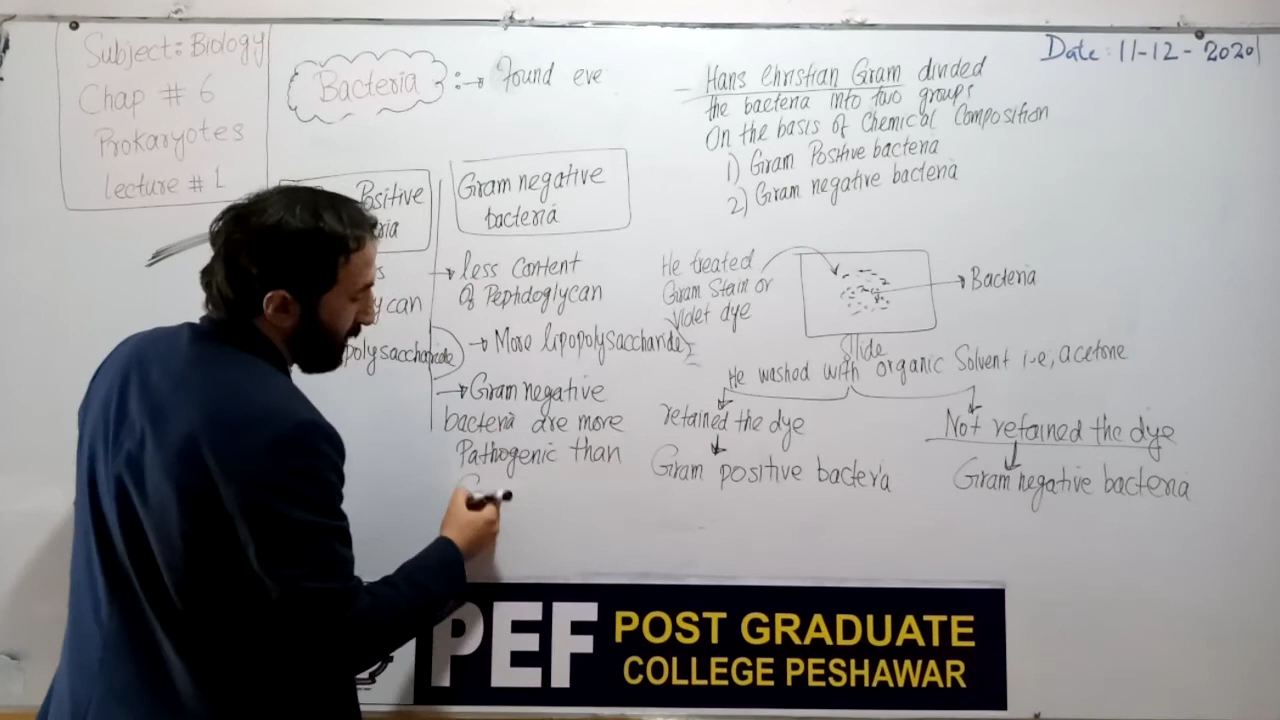 Subject: Biology
Chap # 6
Prokaryotes
Lecture # 1
Bacteria :→ Found eve
Positive
ria
s
ycan
polysaccharide
Gram negative
bacteria
→ less Content
Of Peptidoglycan
→ More lipopolysaccharide
→ Gram negative
bacteria are more
Pathogenic than
G
Date: 11-12-2020
– Hans Christian Gram divided
the bacteria into two groups
On the basis of Chemical Composition
1) Gram Positive bacteria
2) Gram negative bacteria
He treated
Gram Stain or
Violet dye
→ Bacteria
Slide
He washed with organic Solvent i-e, acetone
retained the dye
Gram positive bacteria
Not retained the dye
Gram negative bacteria
PEF POST GRADUATE
COLLEGE PESHAWAR